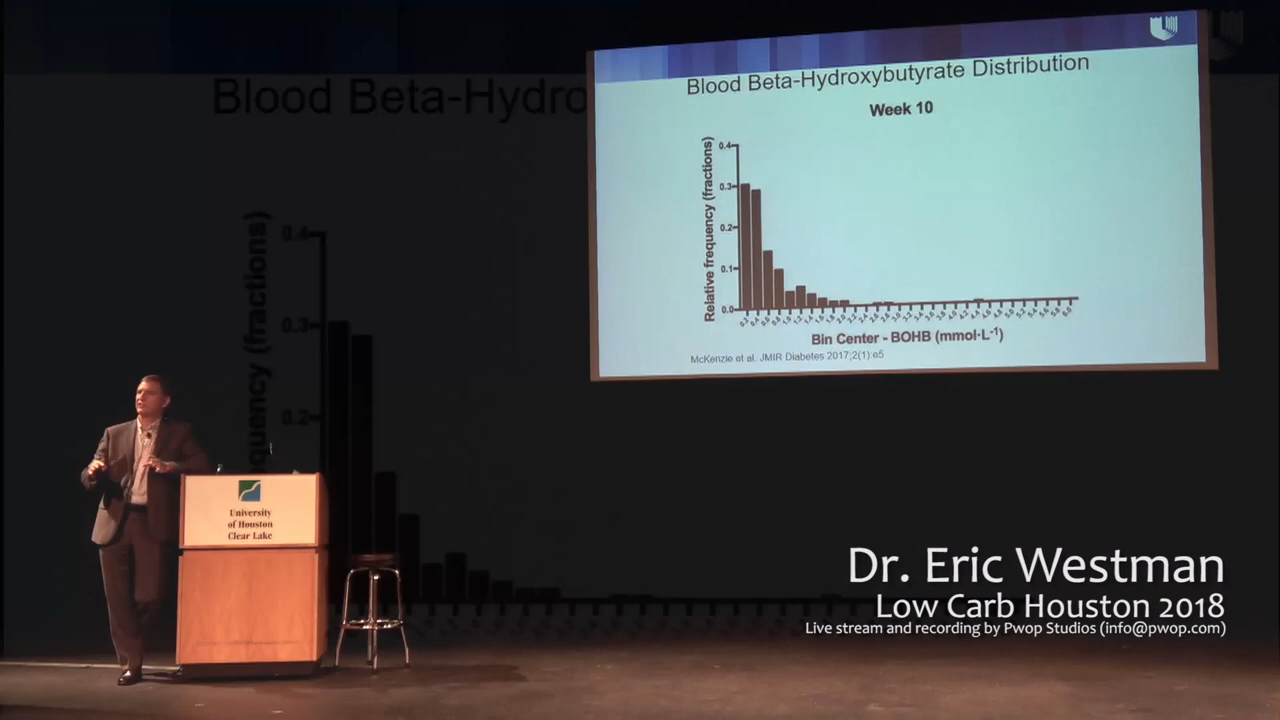 Blood Beta-Hydroxybutyrate Distribution
Week 10
Relative frequency (fractions)
0.4
0.3
0.2
0.1
0.0
Bin Center - BOHB (mmol·L⁻¹)
McKenzie et al. JMIR Diabetes 2017;2(1):e5
Blood Beta-Hydro
quency (fractions)
0.4
0.3
0.2
University
of Houston
Clear Lake
Dr. Eric Westman
Low Carb Houston 2018
Live stream and recording by Pwop Studios (info@pwop.com)